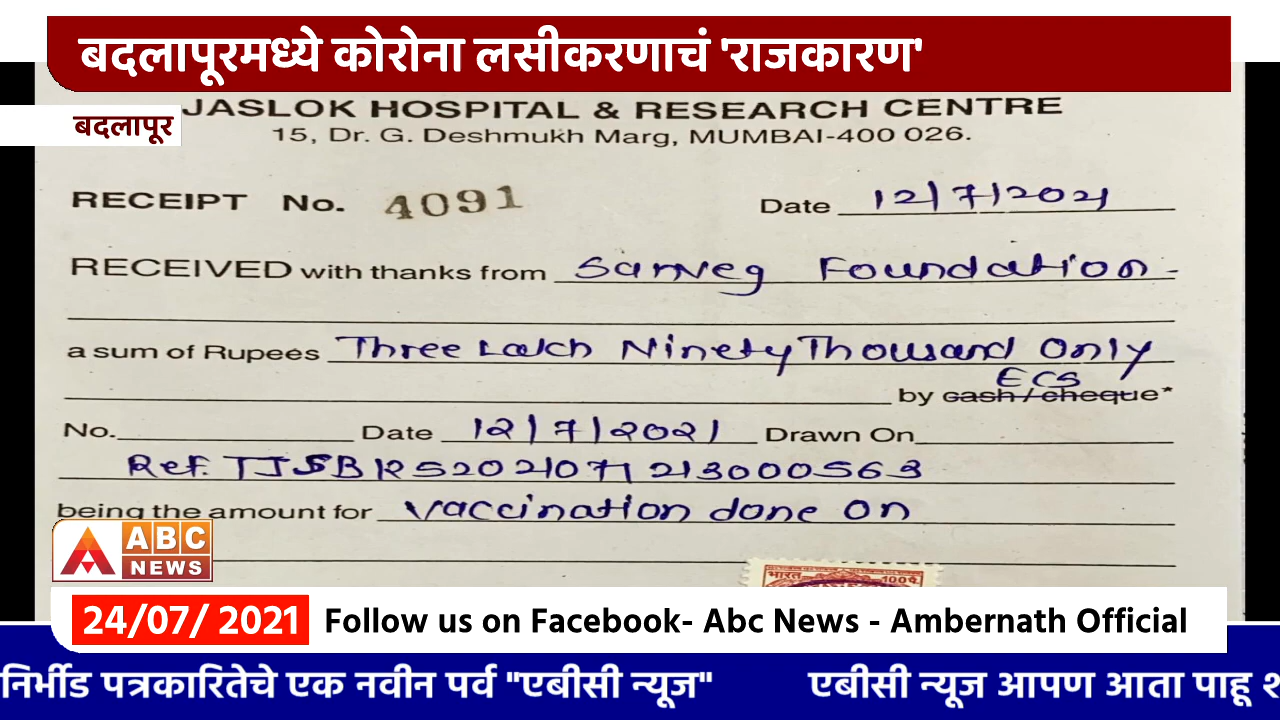 बदलापूरमध्ये कोरोना लसीकरणाचं 'राजकारण'
बदलापूर
JASLOK HOSPITAL & RESEARCH CENTRE
15, Dr. G. Deshmukh Marg, MUMBAI-400 026.
RECEIPT No. 4091 Date 12/7/2021
RECEIVED with thanks from Sarveg Foundation-
a sum of Rupees Three Lakh Ninety Thousand Only
ECS
by cash / cheque*
No. Date 12/7/2021 Drawn On
Ref. TJSBR52021071213000563
being the amount for Vaccination done on
ABC
NEWS
भारत 100पै.
24/07/ 2021 Follow us on Facebook- Abc News - Ambernath Official
निर्भीड पत्रकारितेचे एक नवीन पर्व "एबीसी न्यूज" एबीसी न्यूज आपण आता पाहू श